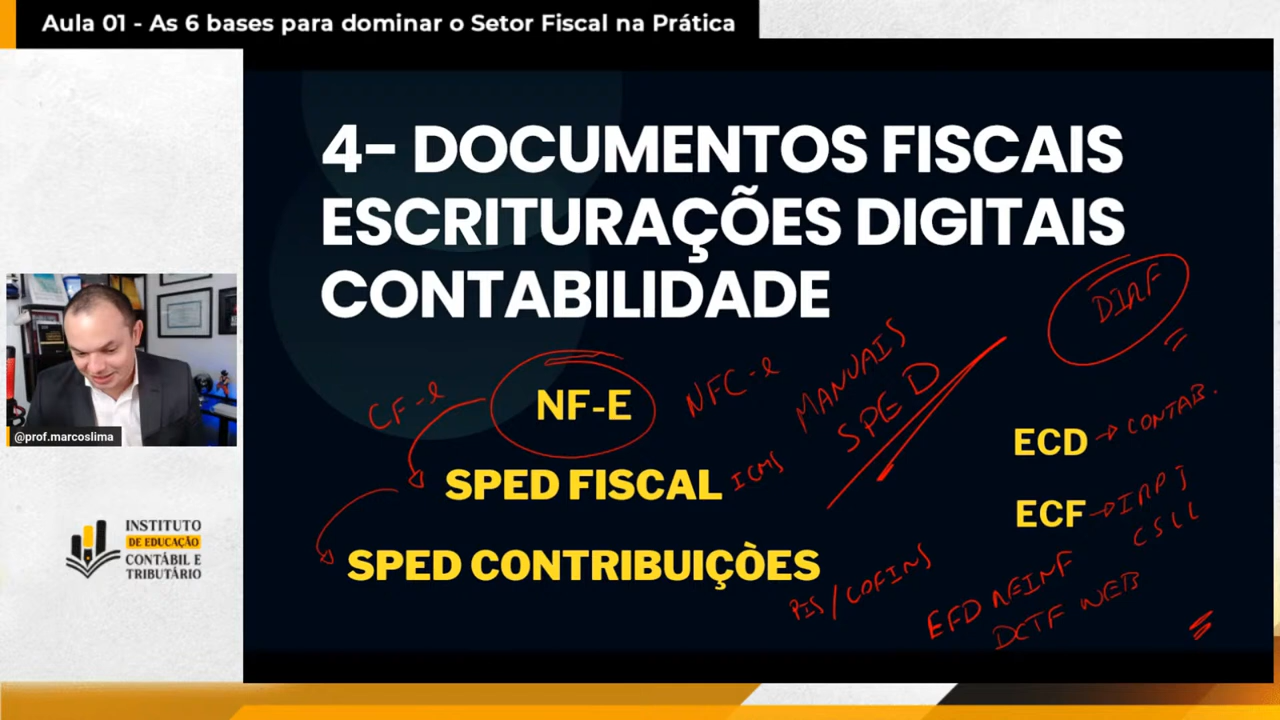 Aula 01 - As 6 bases para dominar o Setor Fiscal na Prática
4- DOCUMENTOS FISCAIS
ESCRITURAÇÕES DIGITAIS
CONTABILIDADE
DIRF
CF-e
NF-E
NFC-e
MANUAIS
SPED
ECD → CONTAB.
SPED FISCAL ICMS
ECF → IRPJ
CSLL
SPED CONTRIBUIÇÒES
PIS/COFINS
EFD REINF
DCTF WEB
@prof.marcoslima
INSTITUTO
DE EDUCAÇÃO
CONTÁBIL E
TRIBUTÁRIO